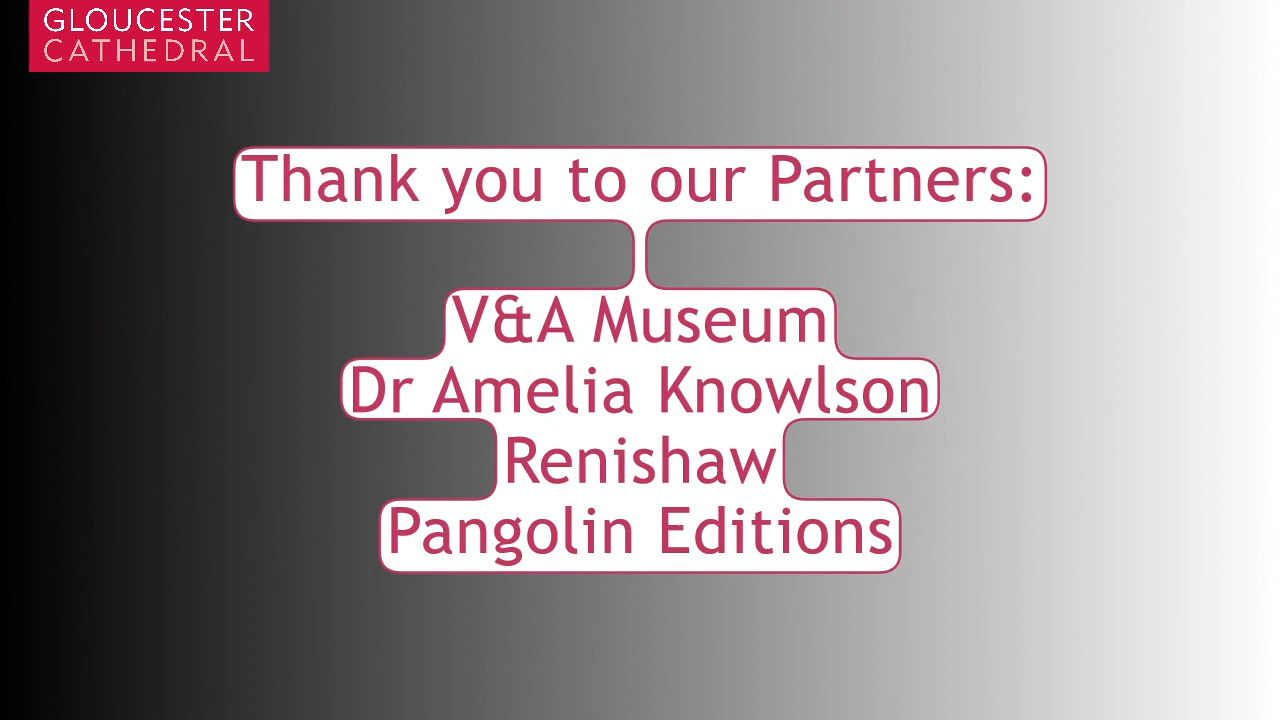 GLOUCESTER
CATHEDRAL
Thank you to our Partners:
V&A Museum
Dr Amelia Knowlson
Renishaw
Pangolin Editions